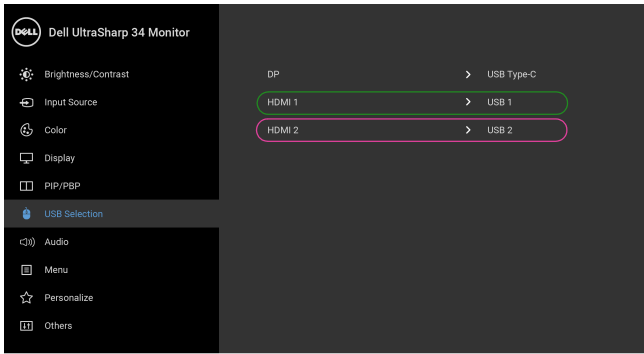 DELL Dell UltraSharp 34 Monitor
Brightness/Contrast
DP > USB Type-C
Input Source
HDMI 1 > USB 1
Color
HDMI 2 > USB 2
Display
PIP/PBP
USB Selection
Audio
Menu
Personalize
Others